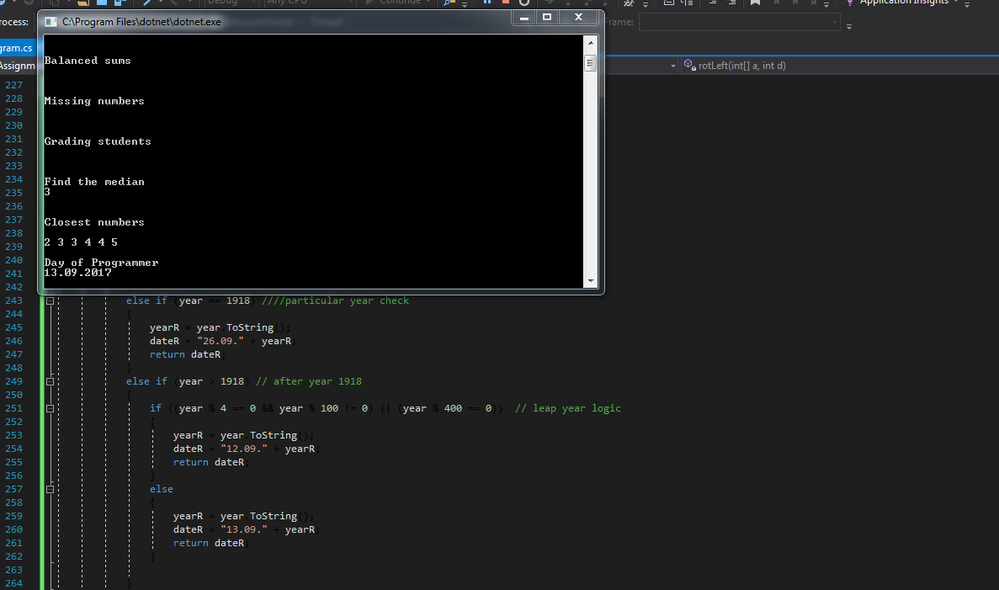 Debug Any CPU Continue Application Insights
rocess: C:\Program Files\dotnet\dotnet.exe rame:
gram.cs
Assignm rotLeft(int[] a, int d)
Balanced sums
Missing numbers
Grading students
Find the median
3
Closest numbers
2 3 3 4 4 5
Day of Programmer
13.09.2017
227
228
229
230
231
232
233
234
235
236
237
238
239
240
241
242
243 else if (year == 1918) ////particular year check
244 {
245 yearR = year.ToString();
246 dateR = "26.09." + yearR;
247 return dateR;
248 }
249 else if (year > 1918) // after year 1918
250 {
251 if ((year % 4 == 0 && year % 100 != 0) || (year % 400 == 0)) // leap year logic
252 {
253 yearR = year.ToString();
254 dateR = "12.09." + yearR;
255 return dateR;
256 }
257 else
258 {
259 yearR = year.ToString();
260 dateR = "13.09." + yearR;
261 return dateR;
262 }
263
264 }